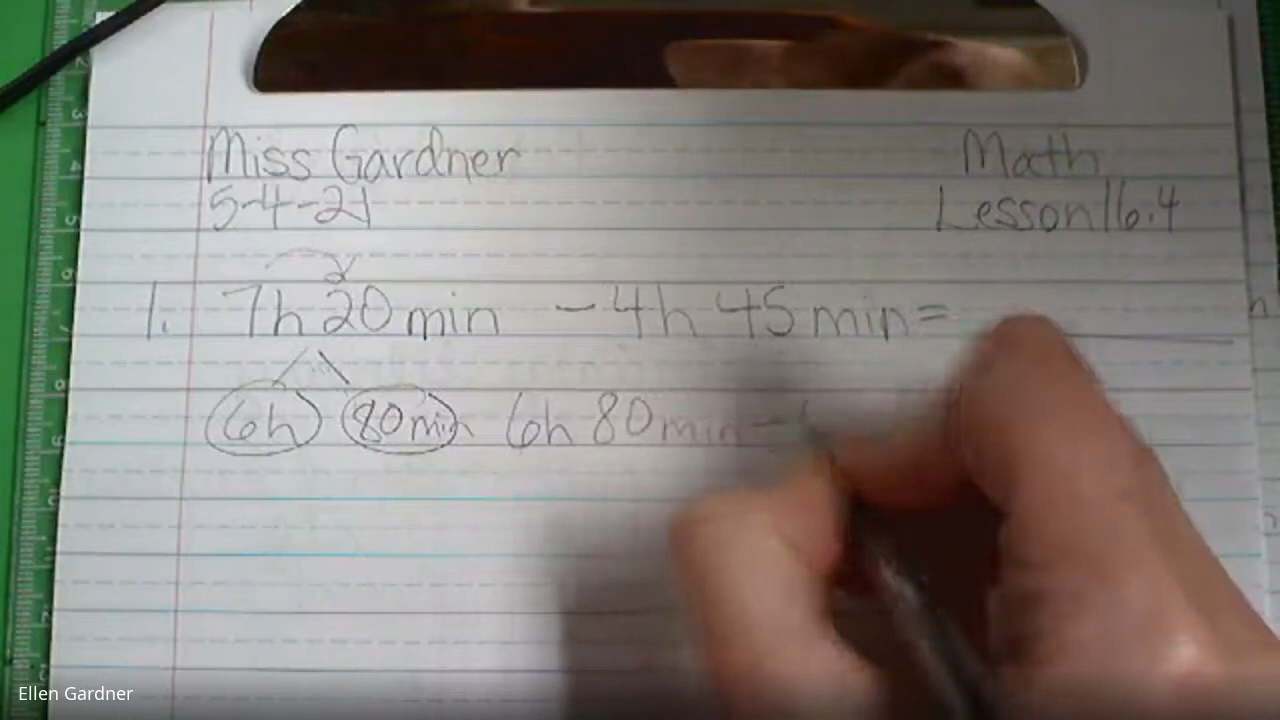 Miss Gardner Math
5-4-21 Lesson 16.4
1. 7h 20 min - 4h 45 min =
6h 80 min 6h 80 min -
Ellen Gardner